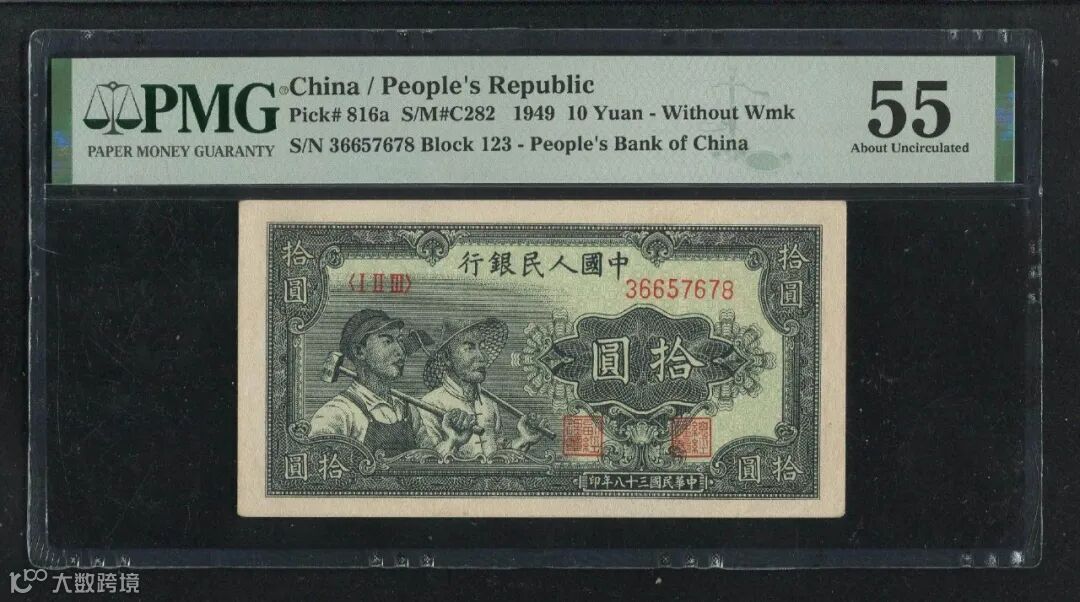 PMG
PAPER MONEY GUARANTY
®China / People's Republic
Pick# 816a S/M#C282 1949 10 Yuan - Without Wmk
S/N 36657678 Block 123 - People's Bank of China
55
About Uncirculated
中國人民銀行
拾圓
拾圓
〈I II III〉
36657678
拾圓
拾圓
拾圓
中華民國三十八年印
大数跨境